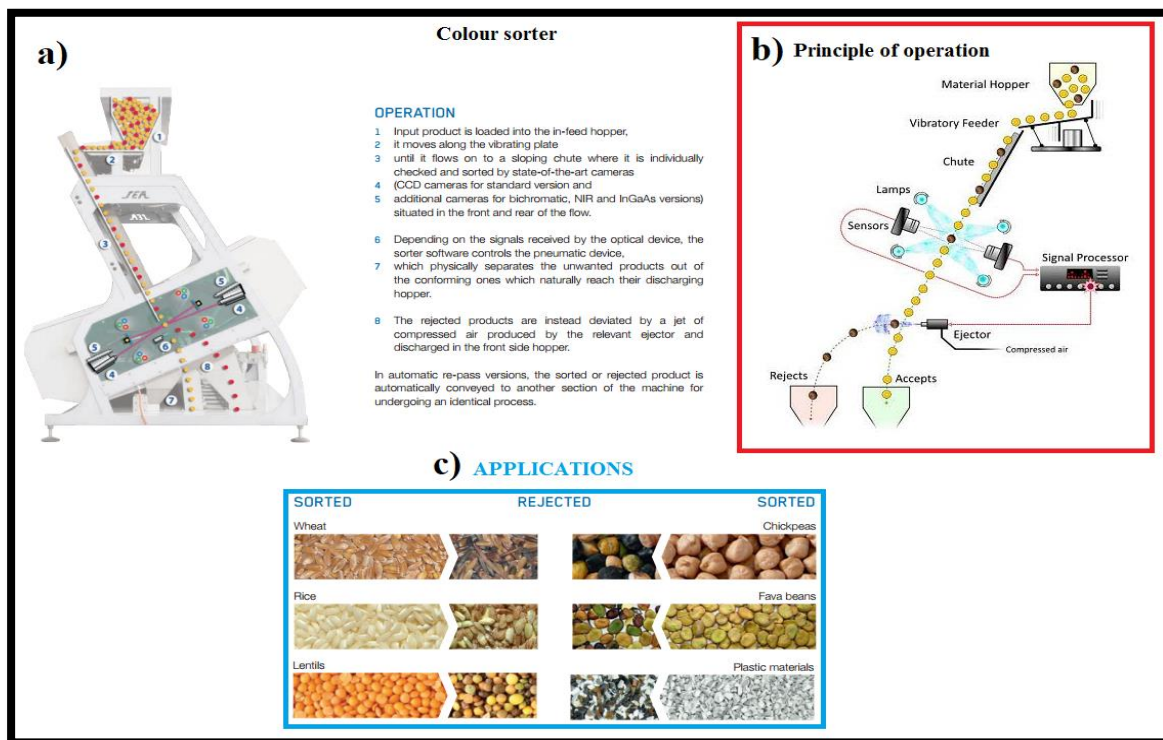 Colour sorter
a)
SEA
1
2
3
5
4
6
5
4
8
7
OPERATION
1 Input product is loaded into the in-feed hopper,
2 it moves along the vibrating plate
3 until it flows on to a sloping chute where it is individually
checked and sorted by state-of-the-art cameras
4 (CCD cameras for standard version and
5 additional cameras for bichromatic, NIR and InGaAs versions)
situated in the front and rear of the flow.
6 Depending on the signals received by the optical device, the
sorter software controls the pneumatic device,
7 which physically separates the unwanted products out of
the conforming ones which naturally reach their discharging
hopper.
8 The rejected products are instead deviated by a jet of
compressed air produced by the relevant ejector and
discharged in the front side hopper.
In automatic re-pass versions, the sorted or rejected product is
automatically conveyed to another section of the machine for
undergoing an identical process.
b) Principle of operation
Material Hopper
Vibratory Feeder
Chute
Lamps
Sensors
Signal Processor
Ejector
Compressed air
Rejects
Accepts
c) APPLICATIONS
SORTED REJECTED SORTED
Wheat Chickpeas
Rice Fava beans
Lentils Plastic materials